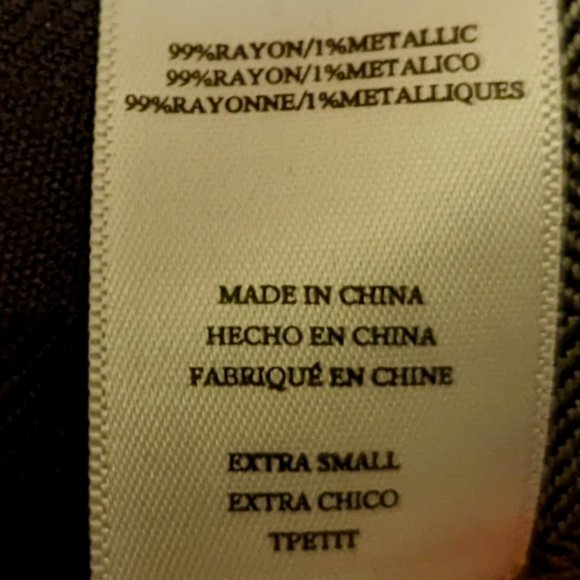 99%RAYON/1%METALLIC
99%RAYON/1%METALICO
99%RAYONNE/1%METALLIQUES
MADE IN CHINA
HECHO EN CHINA
FABRIQUÉ EN CHINE
EXTRA SMALL
EXTRA CHICO
TPETIT